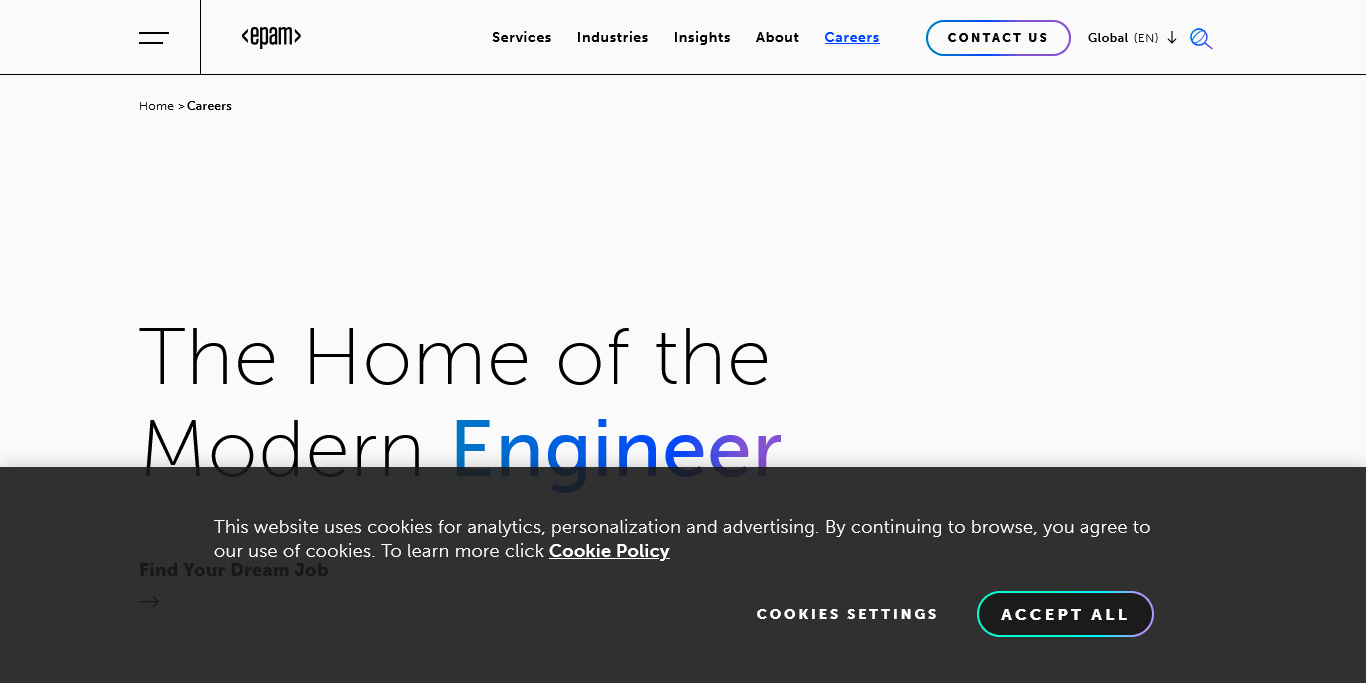 <epam>
Services Industries Insights About Careers
CONTACT US
Global (EN)
Home > Careers
The Home of the
Modern Engineer
This website uses cookies for analytics, personalization and advertising. By continuing to browse, you agree to
our use of cookies. To learn more click Cookie Policy
Find Your Dream Job
COOKIES SETTINGS
ACCEPT ALL